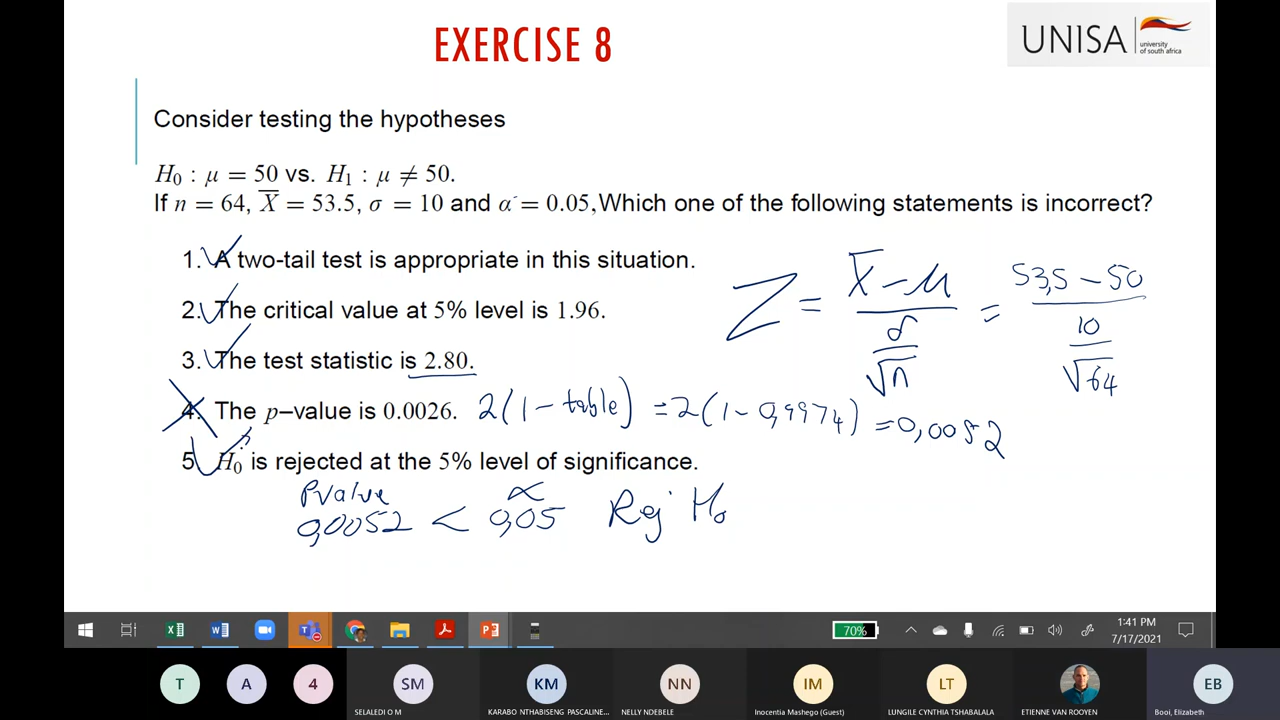 EXERCISE 8
UNISA university of south africa
Consider testing the hypotheses
H₀ : μ = 50 vs. H₁ : μ ≠ 50.
If n = 64, X̄ = 53.5, σ = 10 and α = 0.05, Which one of the following statements is incorrect?
1. A two-tail test is appropriate in this situation.
2. The critical value at 5% level is 1.96.
Z = (X̄ - μ) / (σ / √n) = (53,5 - 50) / (10 / √64)
3. The test statistic is 2.80.
4. The p–value is 0.0026. 2(1 - table) = 2(1 - 0,9974) = 0,0052
5. H₀ is rejected at the 5% level of significance.
Pvalue α
0,0052 < 0,05 Rej H₀
70%
1:41 PM
7/17/2021
T A 4 SM KM NN IM LT EB
SELALEDI O M KARABO NTHABISENG PASCALINE... NELLY NDEBELE Inocentia Mashego (Guest) LUNGILE CYNTHIA TSHABALALA ETIENNE VAN ROOYEN Booi, Elizabeth